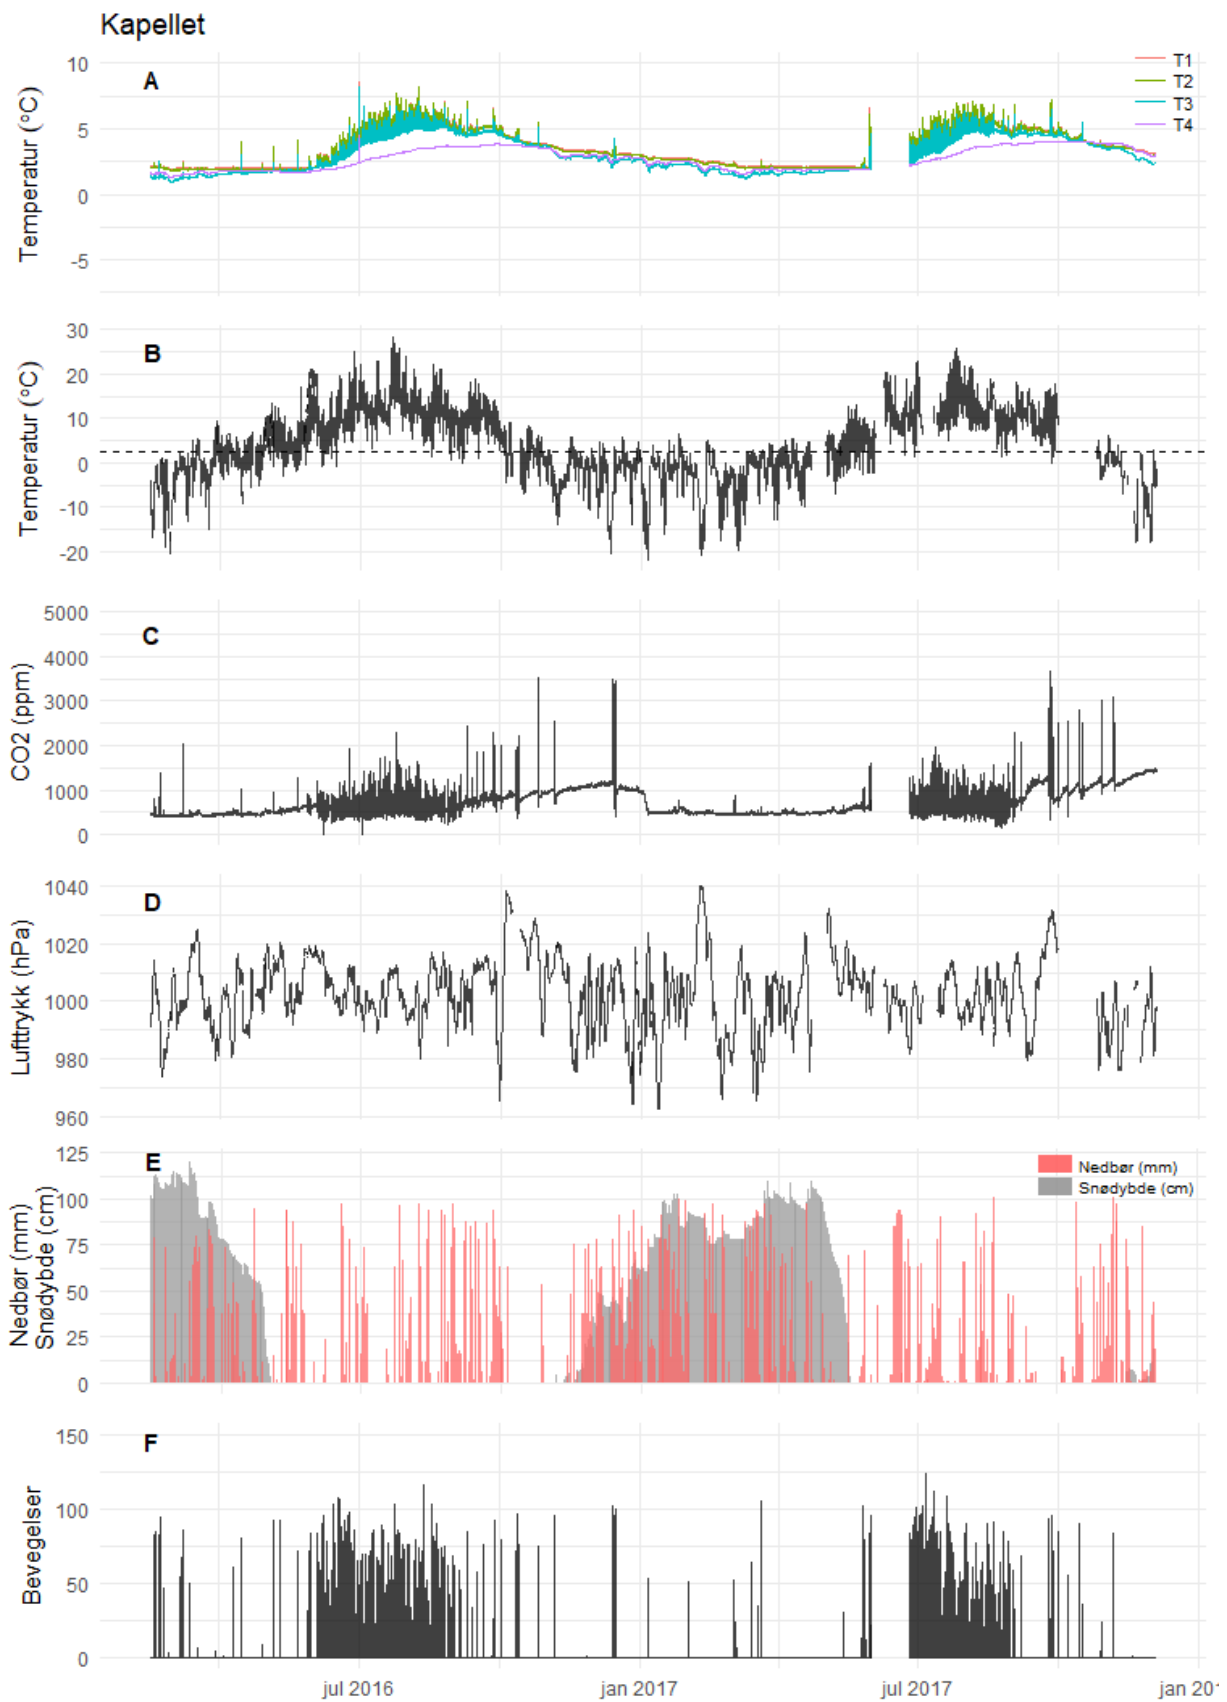 Kapellet
A
Temperatur (°C)
10
5
0
-5
T1
T2
T3
T4
B
Temperatur (°C)
30
20
10
0
-10
-20
C
CO2 (ppm)
5000
4000
3000
2000
1000
0
D
Lufttrykk (hPa)
1040
1020
1000
980
960
E
Nedbør (mm)
Snødybde (cm)
125
100
75
50
25
0
Nedbør (mm)
Snødybde (cm)
F
Bevegelser
150
100
50
0
jul 2016
jan 2017
jul 2017
jan 201